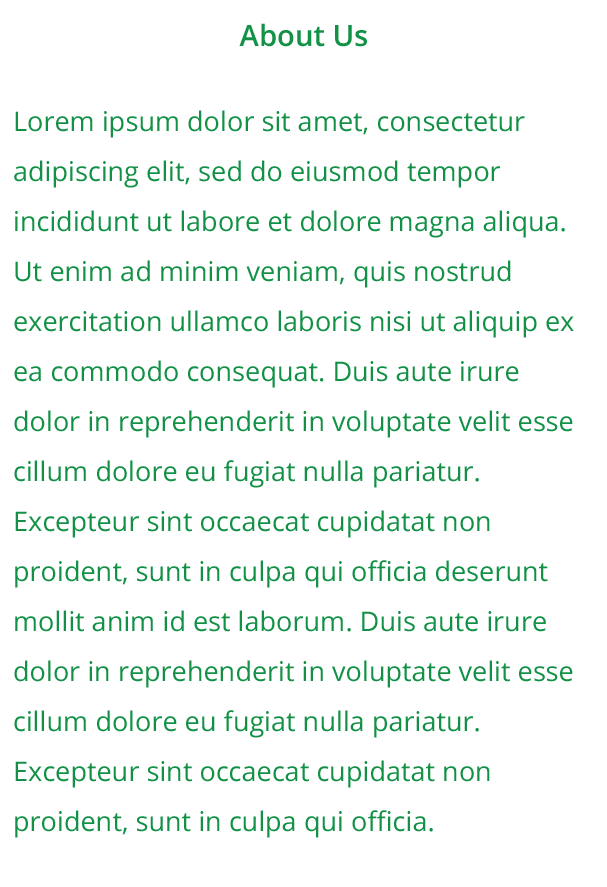 About Us
Lorem ipsum dolor sit amet, consectetur
adipiscing elit, sed do eiusmod tempor
incididunt ut labore et dolore magna aliqua.
Ut enim ad minim veniam, quis nostrud
exercitation ullamco laboris nisi ut aliquip ex
ea commodo consequat. Duis aute irure
dolor in reprehenderit in voluptate velit esse
cillum dolore eu fugiat nulla pariatur.
Excepteur sint occaecat cupidatat non
proident, sunt in culpa qui officia deserunt
mollit anim id est laborum. Duis aute irure
dolor in reprehenderit in voluptate velit esse
cillum dolore eu fugiat nulla pariatur.
Excepteur sint occaecat cupidatat non
proident, sunt in culpa qui officia.